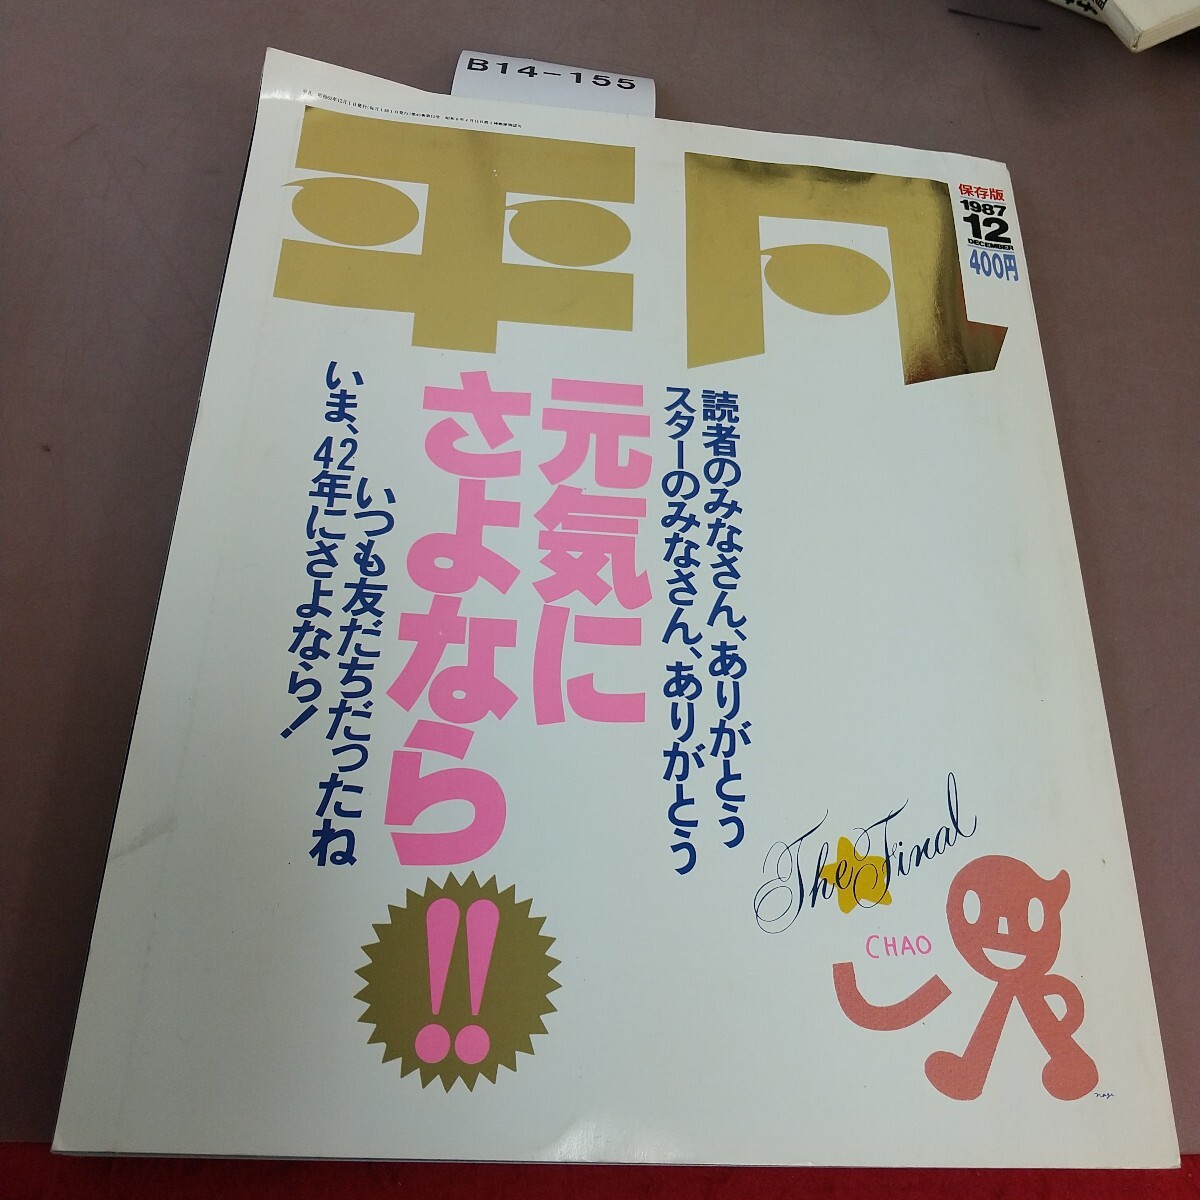 B14-155
平凡
保存版
1987
12
DECEMBER
400円
読者のみなさん、ありがとう
スターのみなさん、ありがとう
元気に
さよなら
!!
いつも友だちだったね
いま、42年にさよなら!
The Final
CHAO
nagi